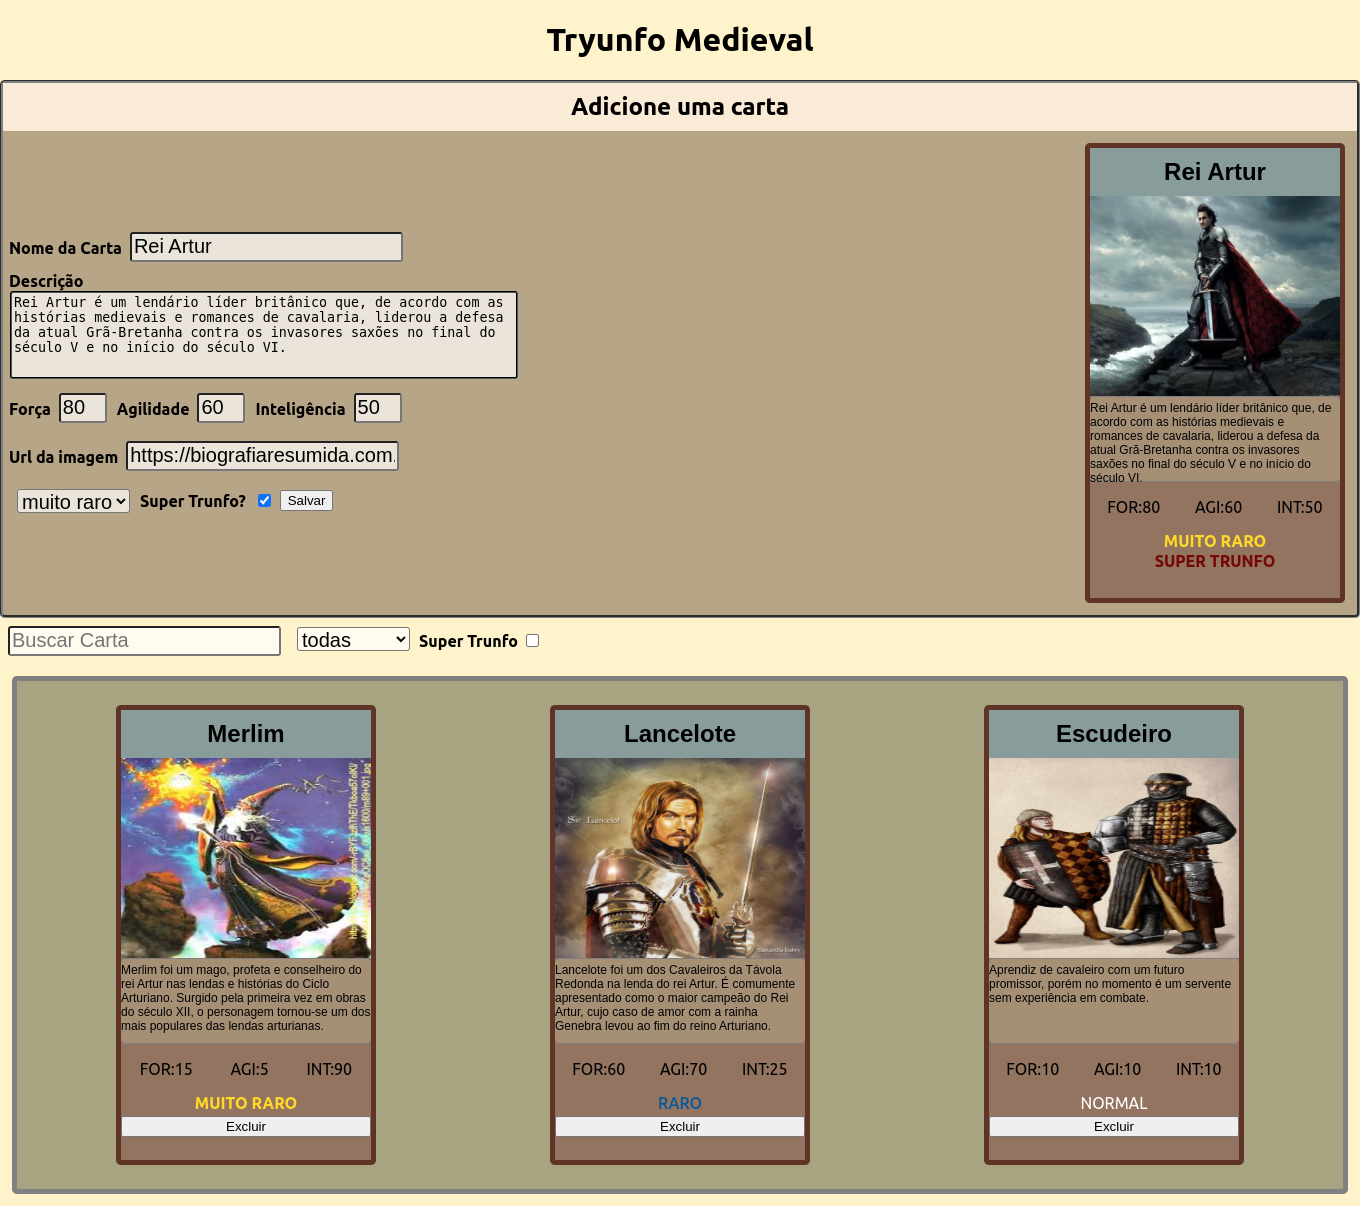 Tryunfo Medieval
Adicione uma carta
Nome da Carta Rei Artur
Descrição
Rei Artur é um lendário líder britânico que, de acordo com as
histórias medievais e romances de cavalaria, liderou a defesa
da atual Grã-Bretanha contra os invasores saxões no final do
século V e no início do século VI.
Força 80 Agilidade 60 Inteligência 50
Url da imagem https://biografiaresumida.com.
muito raro Super Trunfo? Salvar
Rei Artur
Rei Artur é um lendário líder britânico que, de
acordo com as histórias medievais e
romances de cavalaria, liderou a defesa da
atual Grã-Bretanha contra os invasores
saxões no final do século V e no início do
século VI.
FOR:80 AGI:60 INT:50
MUITO RARO
SUPER TRUNFO
Buscar Carta todas Super Trunfo
Merlim
Merlim foi um mago, profeta e conselheiro do
rei Artur nas lendas e histórias do Ciclo
Arturiano. Surgido pela primeira vez em obras
do século XII, o personagem tornou-se um dos
mais populares das lendas arturianas.
FOR:15 AGI:5 INT:90
MUITO RARO
Excluir
Lancelote
Sir Lancelot
Samantha
Lancelote foi um dos Cavaleiros da Távola
Redonda na lenda do rei Artur. É comumente
apresentado como o maior campeão do Rei
Artur, cujo caso de amor com a rainha
Genebra levou ao fim do reino Arturiano.
FOR:60 AGI:70 INT:25
RARO
Excluir
Escudeiro
Aprendiz de cavaleiro com um futuro
promissor, porém no momento é um servente
sem experiência em combate.
FOR:10 AGI:10 INT:10
NORMAL
Excluir